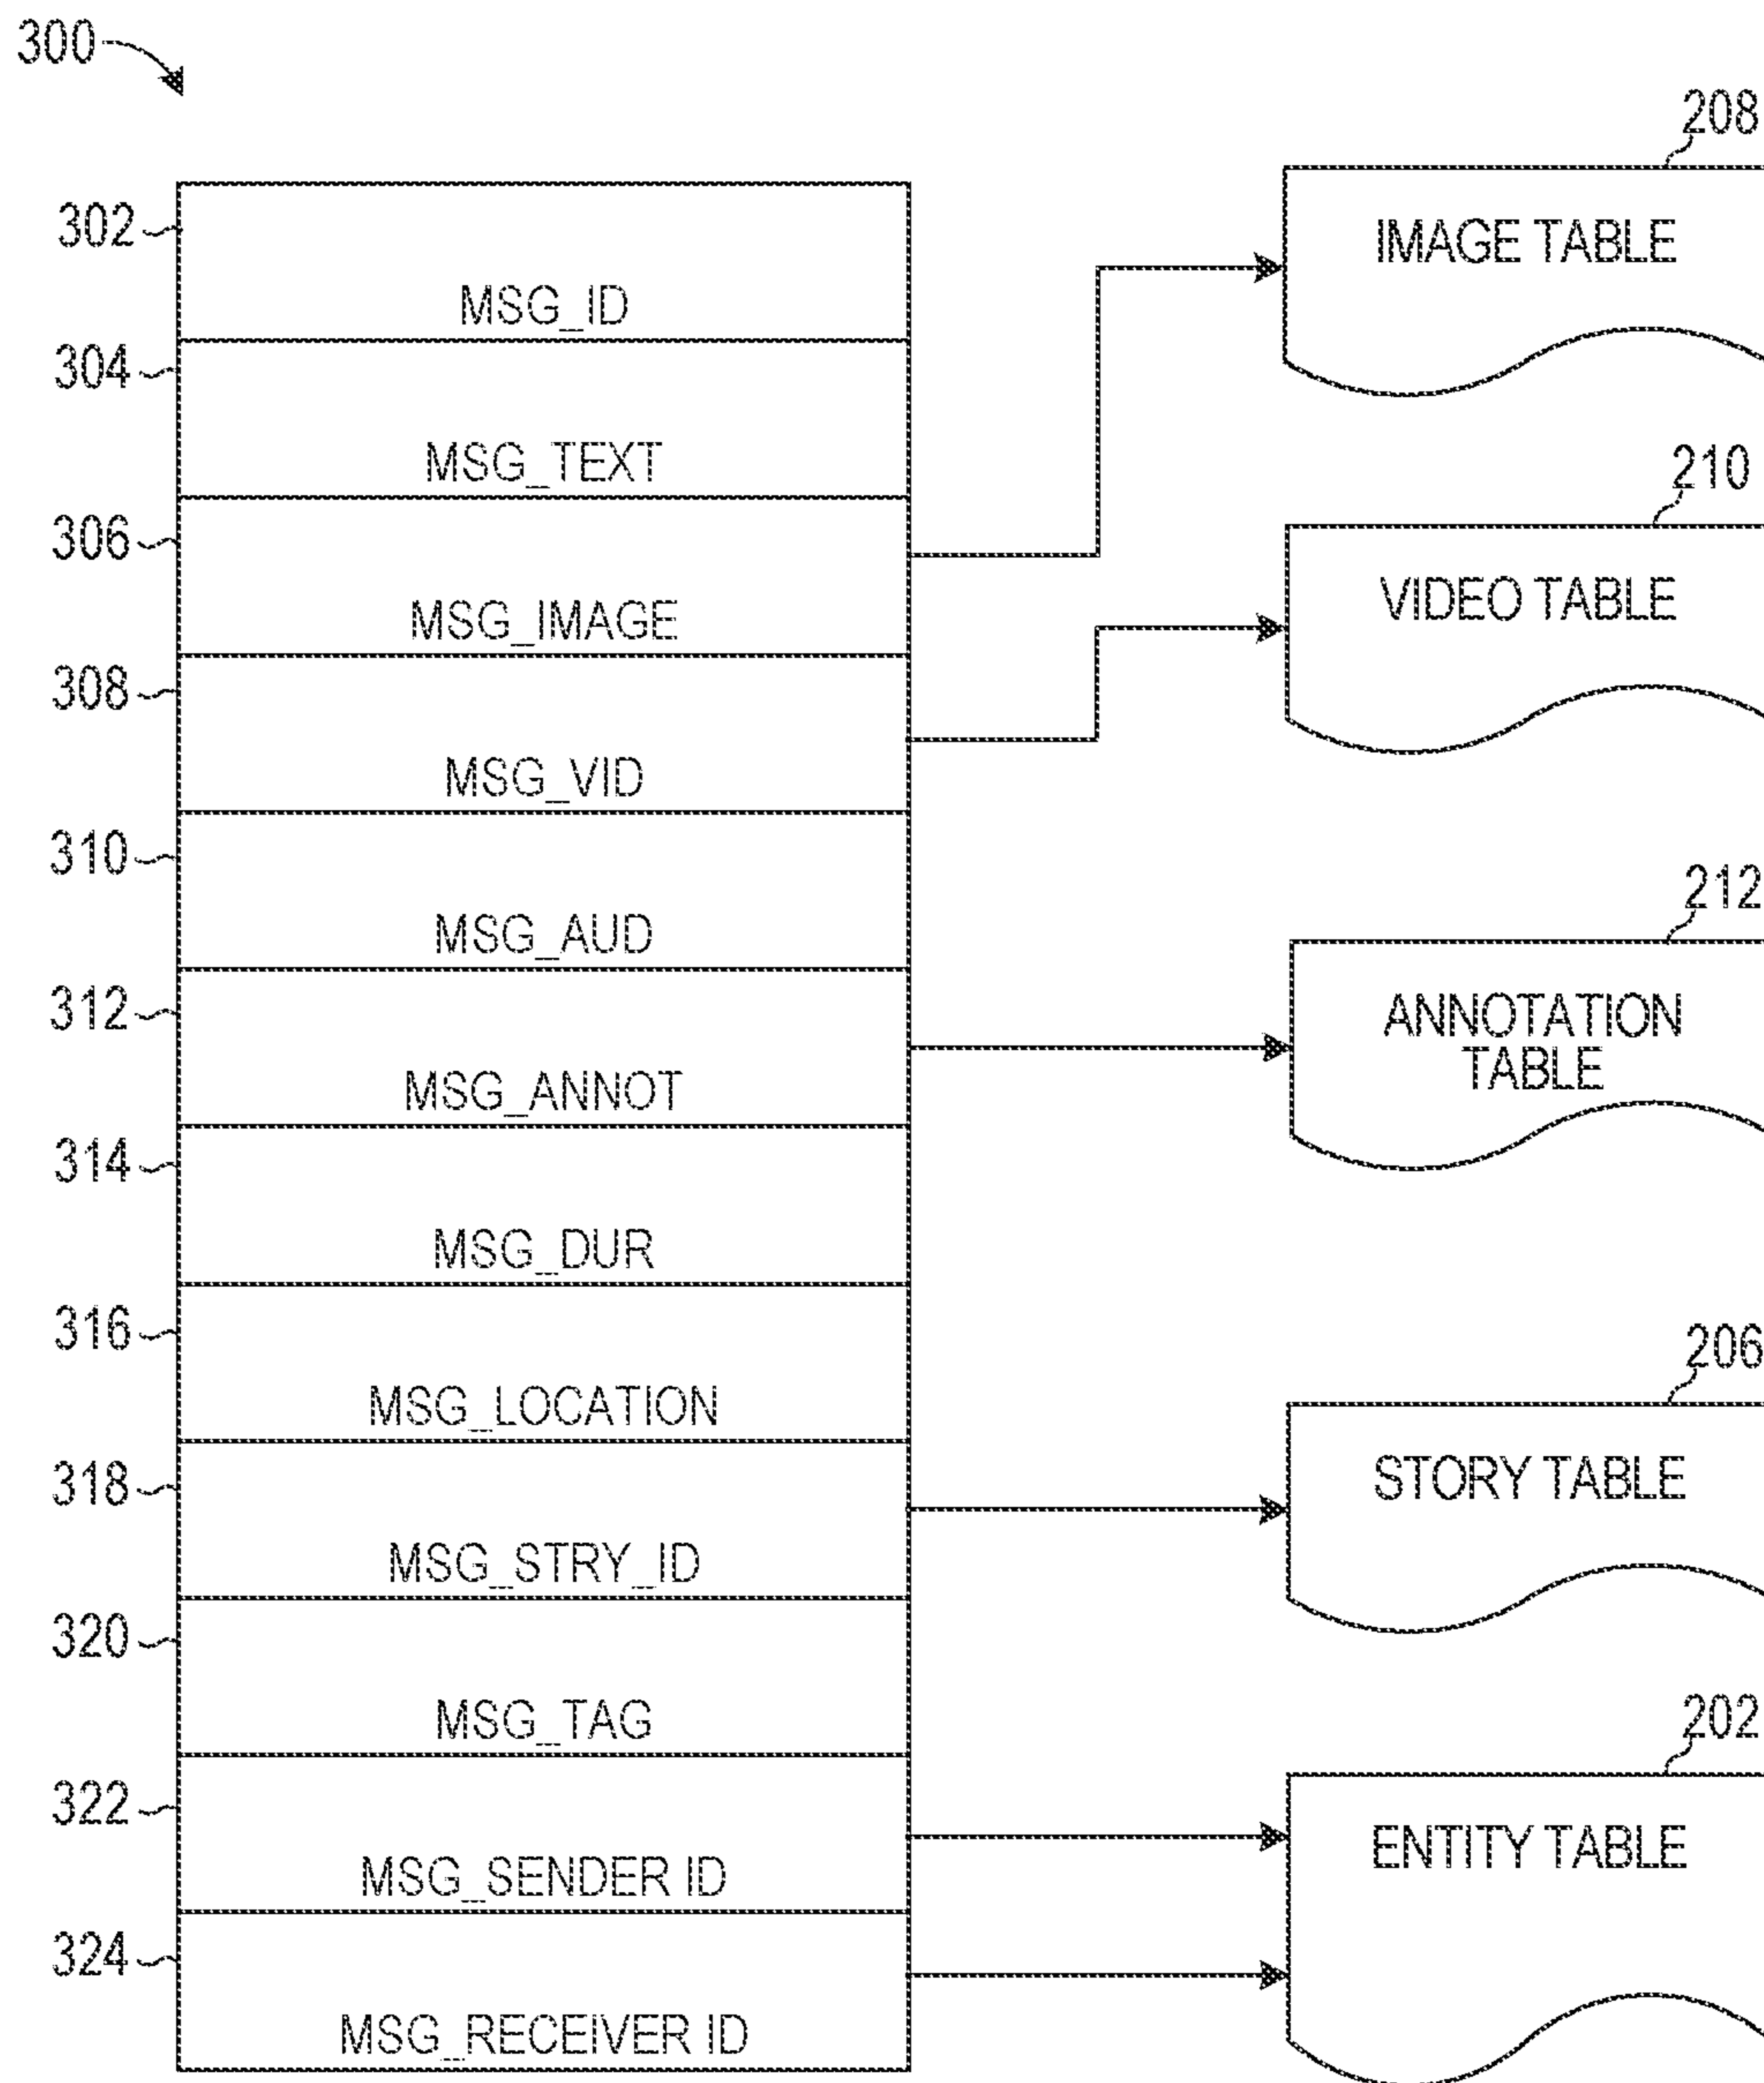 300
302
MSG_ID
304
MSG_TEXT
306
MSG_IMAGE
308
MSG_VID
310
MSG_AUD
312
MSG_ANNOT
314
MSG_DUR
316
MSG_LOCATION
318
MSG_STRY_ID
320
MSG_TAG
322
MSG_SENDER ID
324
MSG_RECEIVER ID
208
IMAGE TABLE
210
VIDEO TABLE
212
ANNOTATION
TABLE
206
STORY TABLE
202
ENTITY TABLE